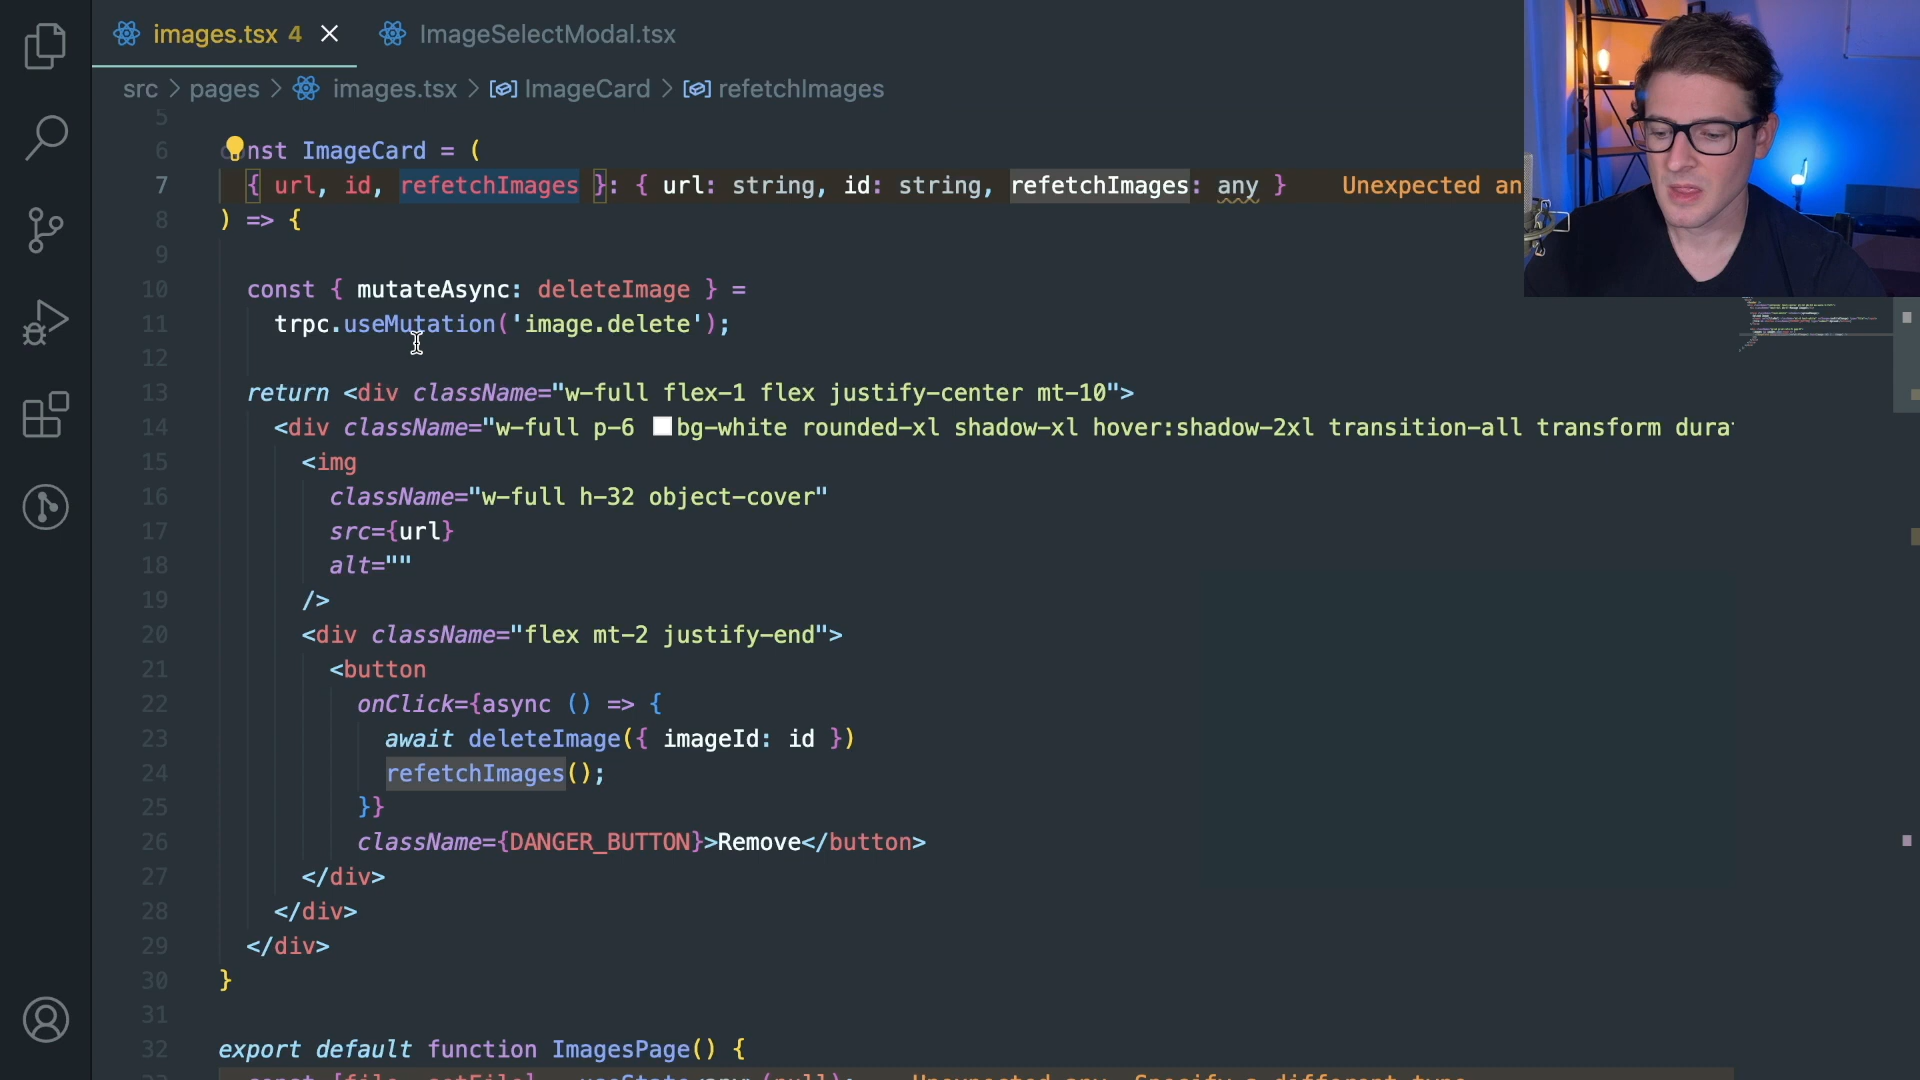 images.tsx 4
ImageSelectModal.tsx
src > pages > images.tsx > ImageCard > refetchImages
5
6 const ImageCard = (
7 { url, id, refetchImages }: { url: string, id: string, refetchImages: any } Unexpected an
8 ) => {
9
10 const { mutateAsync: deleteImage } =
11 trpc.useMutation('image.delete');
12
13 return <div className="w-full flex-1 flex justify-center mt-10">
14 <div className="w-full p-6 bg-white rounded-xl shadow-xl hover:shadow-2xl transition-all transform dura
15 <img
16 className="w-full h-32 object-cover"
17 src={url}
18 alt=""
19 />
20 <div className="flex mt-2 justify-end">
21 <button
22 onClick={async () => {
23 await deleteImage({ imageId: id })
24 refetchImages();
25 }}
26 className={DANGER_BUTTON}>Remove</button>
27 </div>
28 </div>
29 </div>
30 }
31
32 export default function ImagesPage() {